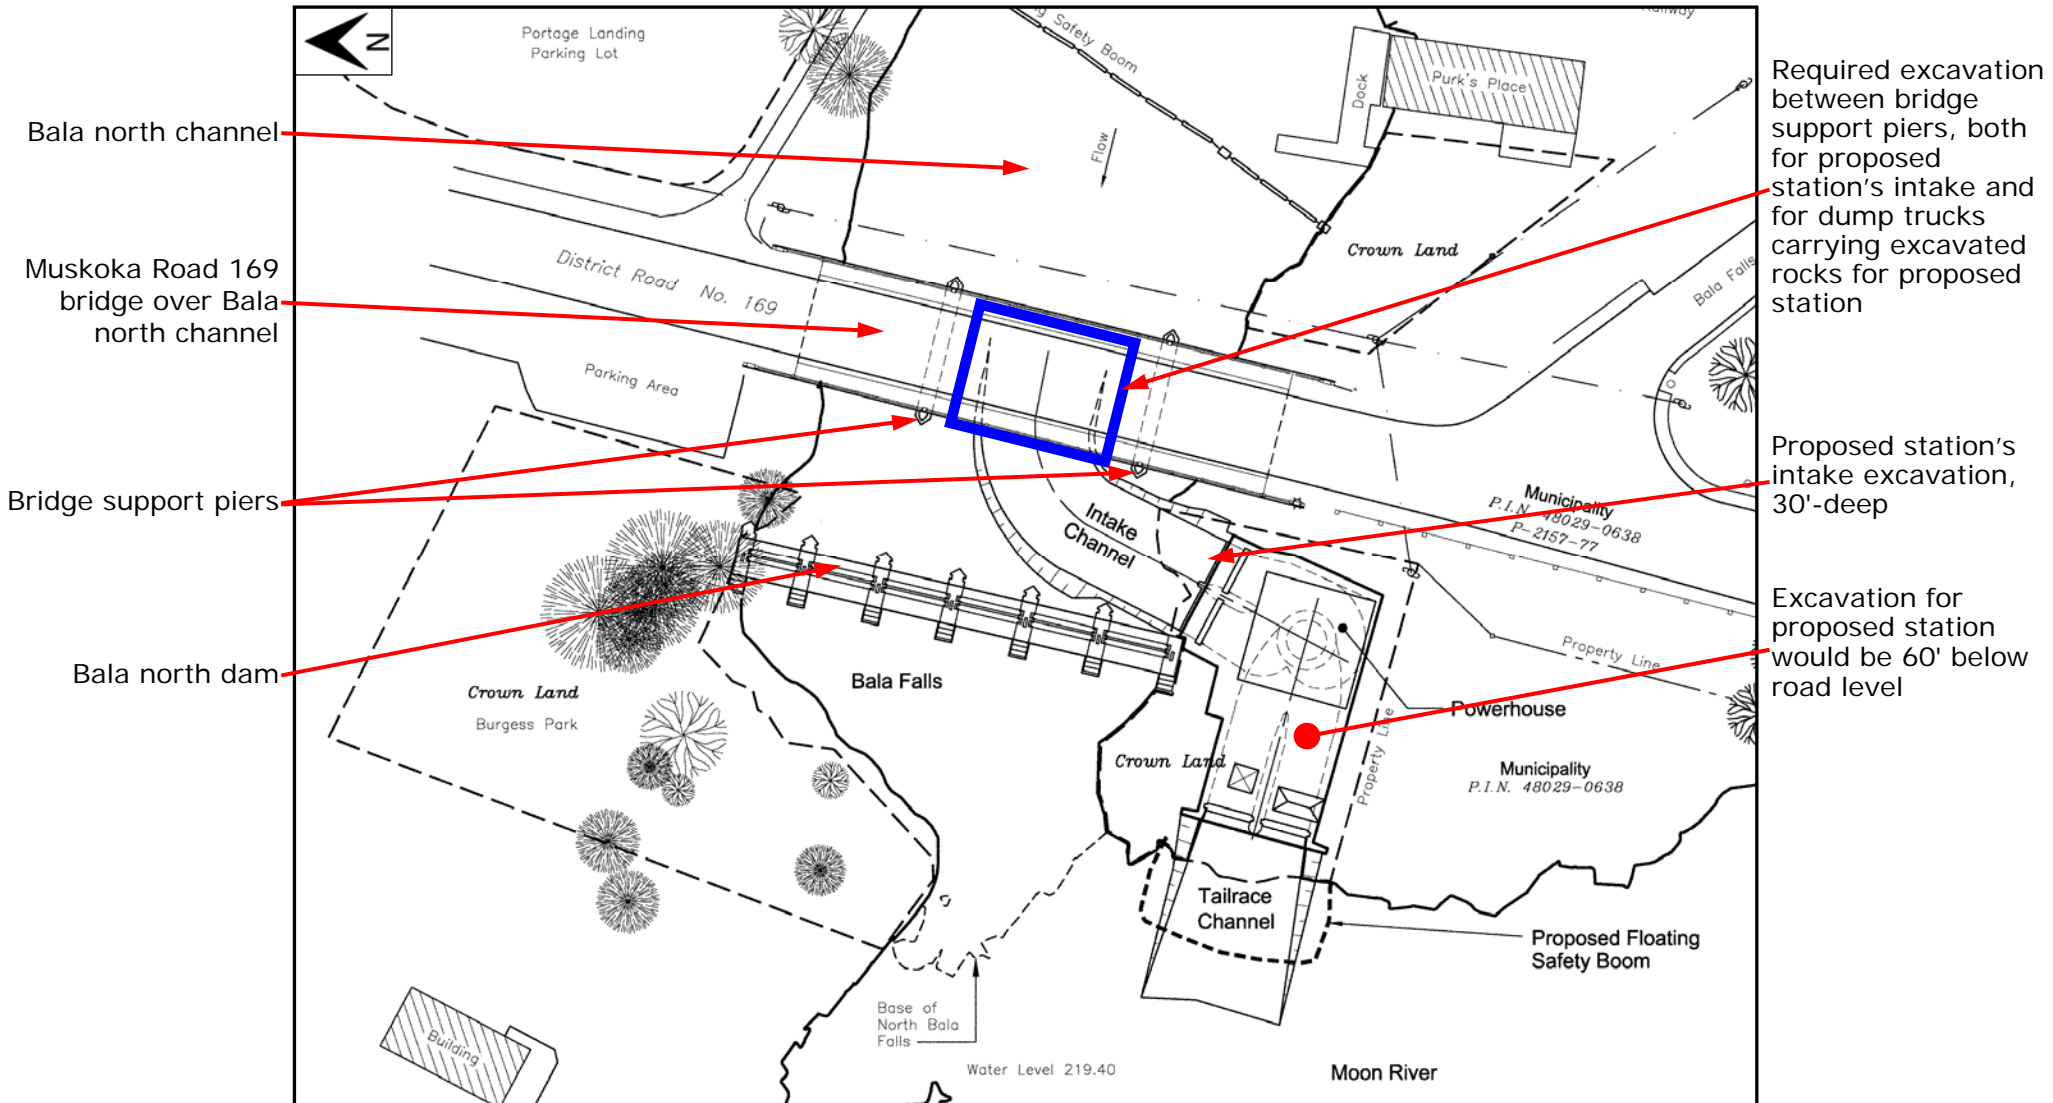 N
Portage Landing
Parking Lot
Safety Boom
Dock
Purk's Place
Flow
Crown Land
Bala Falls
District Road No. 169
Parking Area
Bala north channel
Muskoka Road 169
bridge over Bala
north channel
Bridge support piers
Bala north dam
Required excavation
between bridge
support piers, both
for proposed
station's intake and
for dump trucks
carrying excavated
rocks for proposed
station
Proposed station's
intake excavation,
30'-deep
Excavation for
proposed station
would be 60' below
road level
Intake
Channel
Municipality
P.I.N. 48029-0638
P-2157-77
Property Line
Crown Land
Burgess Park
Bala Falls
Powerhouse
Crown Land
Property Line
Municipality
P.I.N. 48029-0638
Tailrace
Channel
Proposed Floating
Safety Boom
Base of
North Bala
Falls
Building
Water Level 219.40
Moon River